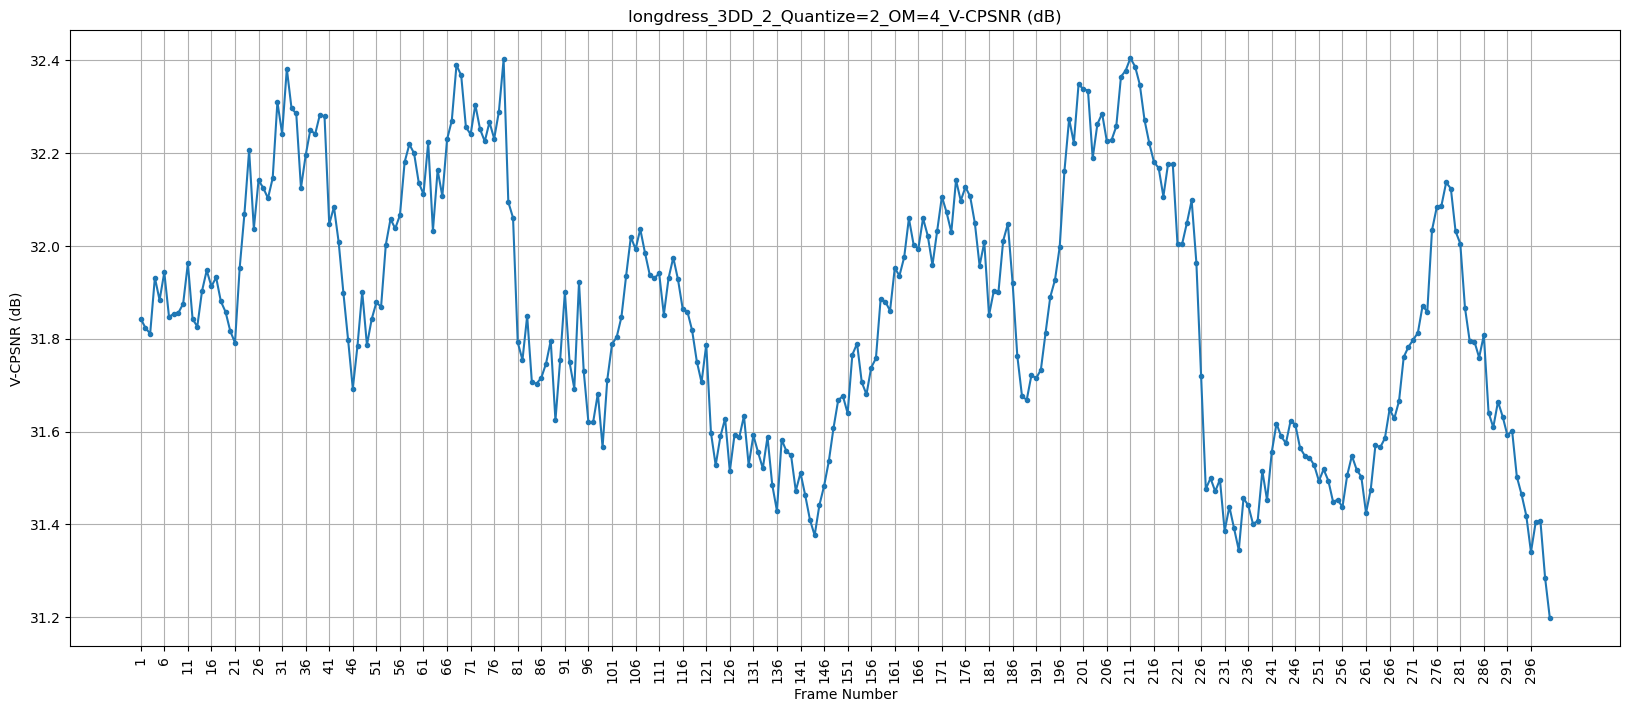 longdress_3DD_2_Quantize=2_OM=4_V-CPSNR (dB)
V-CPSNR (dB)
32.4
32.2
32.0
31.8
31.6
31.4
31.2
1 6 11 16 21 26 31 36 41 46 51 56 61 66 71 76 81 86 91 96 101 106 111 116 121 126 131 136 141 146 151 156 161 166 171 176 181 186 191 196 201 206 211 216 221 226 231 236 241 246 251 256 261 266 271 276 281 286 291 296
Frame Number